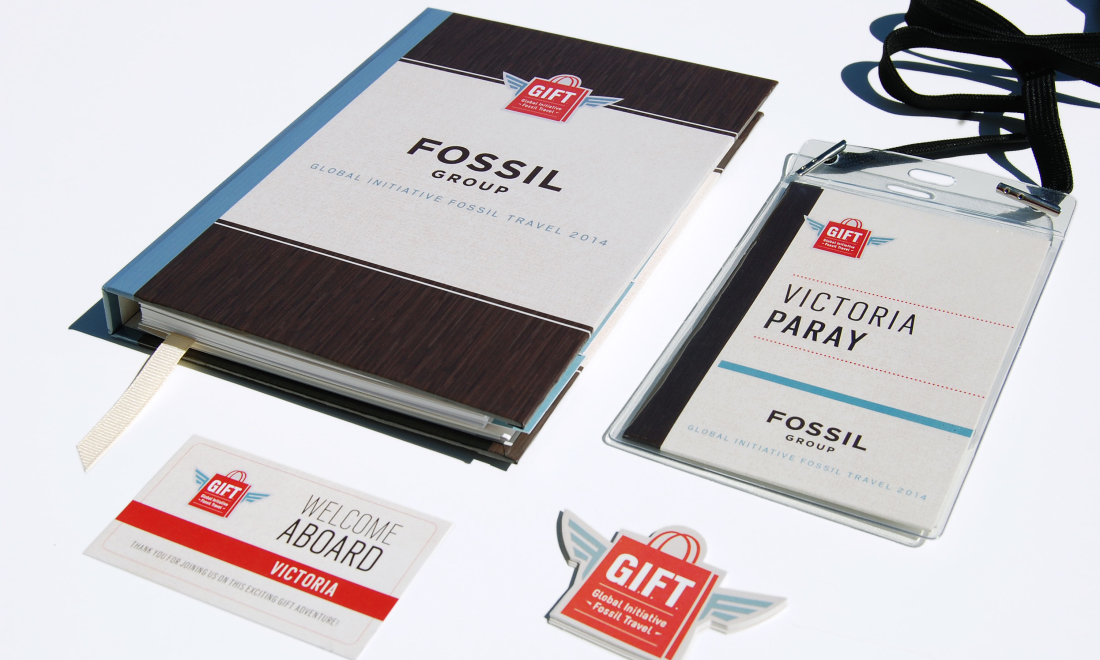 GIFT
Global Initiative
- Fossil Travel -
FOSSIL
GROUP
GLOBAL INITIATIVE FOSSIL TRAVEL 2014
GIFT
Global Initiative
- Fossil Travel -
VICTORIA
PARAY
FOSSIL
GROUP
GLOBAL INITIATIVE FOSSIL TRAVEL 2014
GIFT
Global Initiative
- Fossil Travel -
WELCOME
ABOARD
VICTORIA
THANK YOU FOR JOINING US ON THIS EXCITING GIFT ADVENTURE!
G.I.F.T.
Global Initiative
- Fossil Travel -